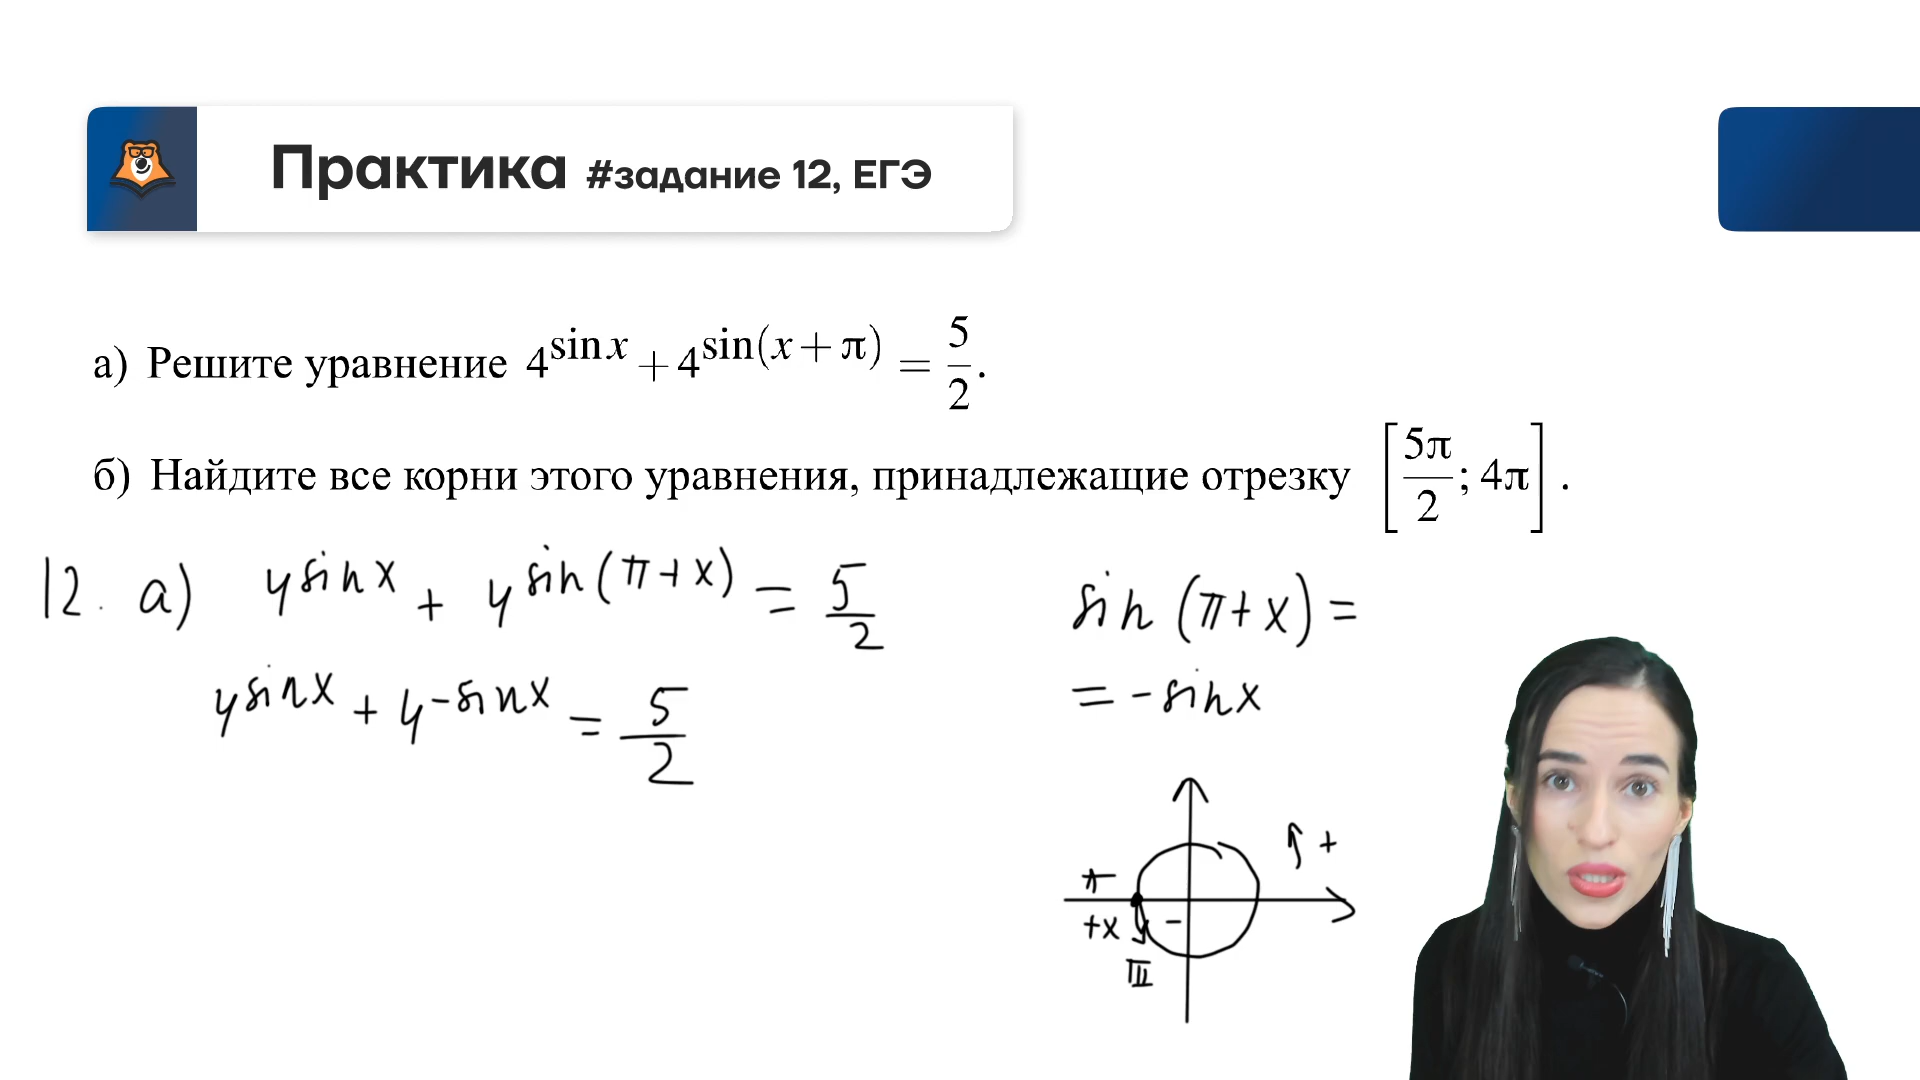 Практика #задание 12, ЕГЭ
а) Решите уравнение 4^{sin x} + 4^{sin(x + π)} = 5/2.
б) Найдите все корни этого уравнения, принадлежащие отрезку [5π/2; 4π].
12. а) 4^{sin x} + 4^{sin(π+x)} = 5/2
4^{sin x} + 4^{-sin x} = 5/2
sin (π+x) =
= -sin x
+
π
+x -
III